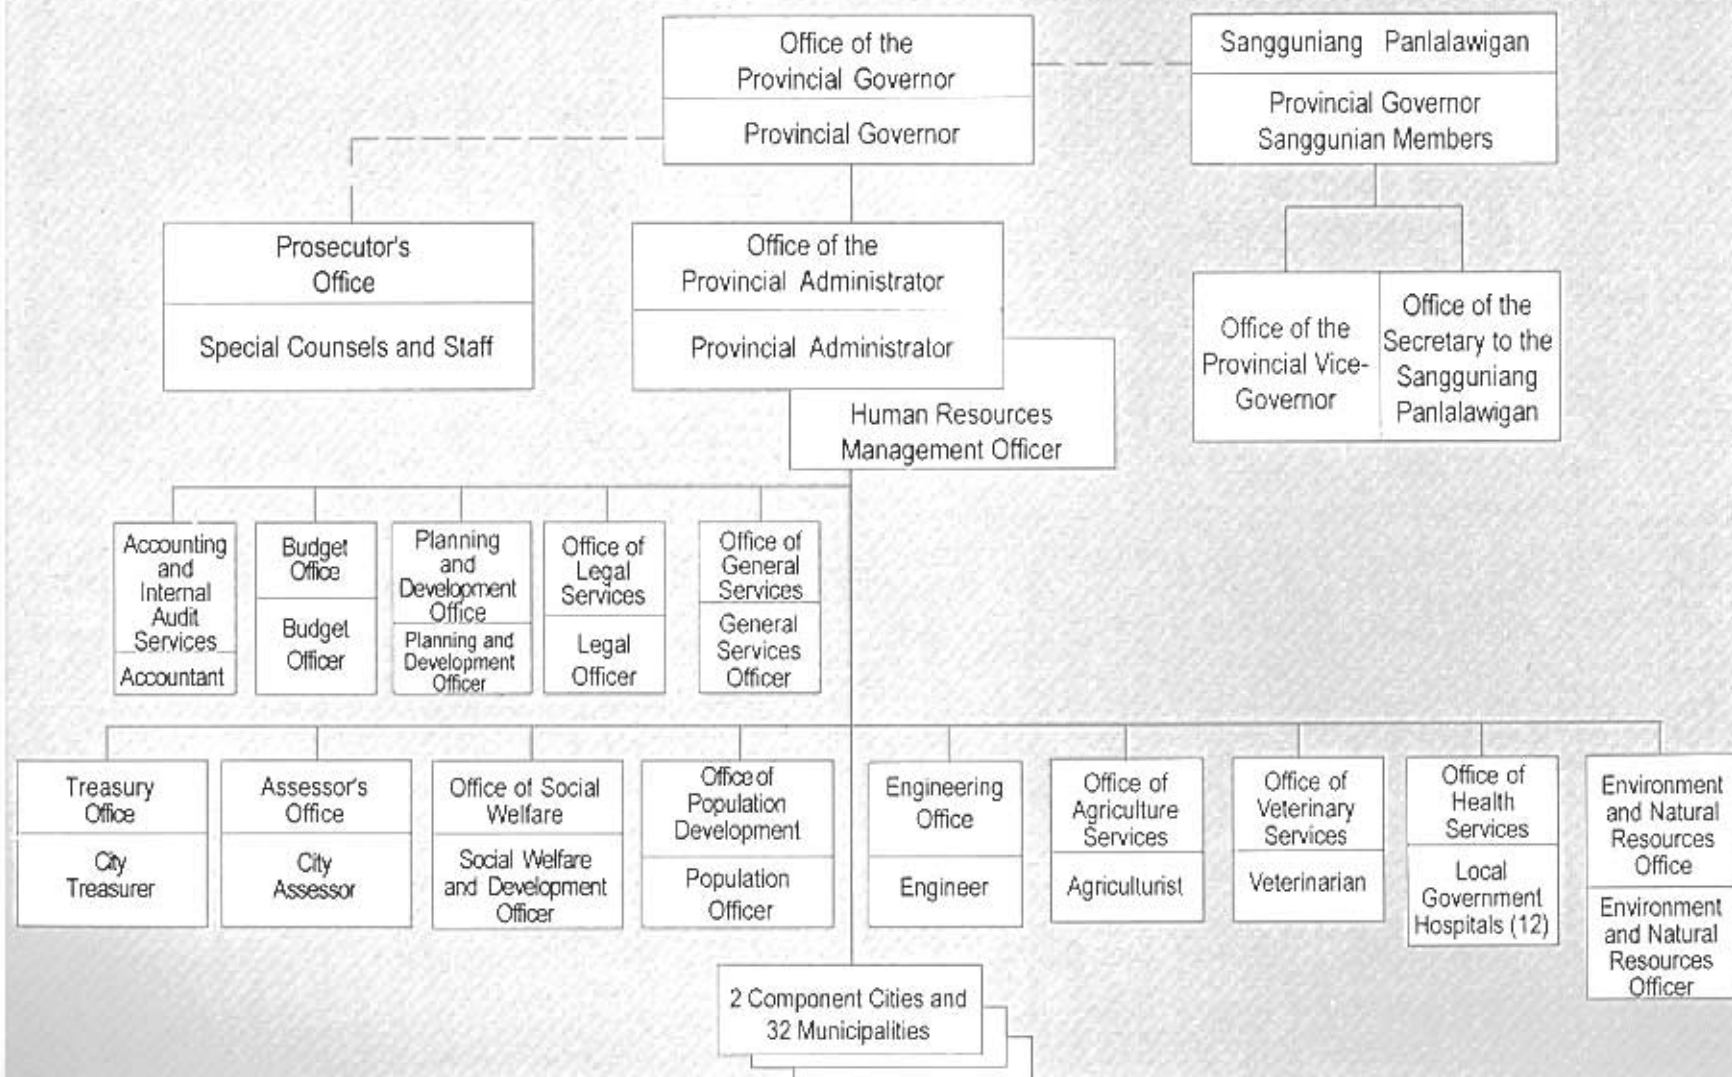 Office of the
Provincial Governor
Provincial Governor
Sangguniang Panlalawigan
Provincial Governor
Sanggunian Members
Prosecutor's
Office
Special Counsels and Staff
Office of the
Provincial Administrator
Provincial Administrator
Human Resources
Management Officer
Office of the
Provincial Vice-
Governor
Office of the
Secretary to the
Sangguniang
Panlalawigan
Accounting
and
Internal
Audit
Services
Accountant
Budget
Office
Budget
Officer
Planning
and
Development
Office
Planning and
Development
Officer
Office of
Legal
Services
Legal
Officer
Office of
General
Services
General
Services
Officer
Treasury
Office
City
Treasurer
Assessor's
Office
City
Assessor
Office of Social
Welfare
Social Welfare
and Development
Officer
Office of
Population
Development
Population
Officer
Engineering
Office
Engineer
Office of
Agriculture
Services
Agriculturist
Office of
Veterinary
Services
Veterinarian
Office of
Health
Services
Local
Government
Hospitals (12)
Environment
and Natural
Resources
Office
Environment
and Natural
Resources
Officer
2 Component Cities and
32 Municipalities